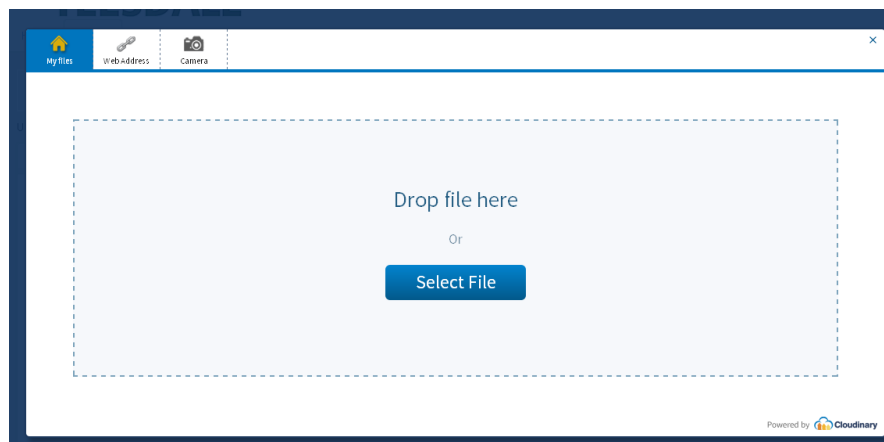 My files
Web Address
Camera
×
Drop file here
Or
Select File
Powered by Cloudinary